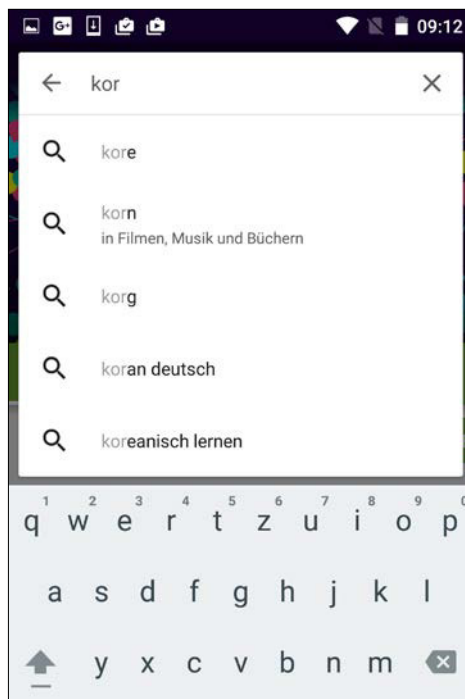 G+
09:12
kor
kore
korn
in Filmen, Musik und Büchern
korg
koran deutsch
koreanisch lernen
1 2 3 4 5 6 7 8 9 0
q w e r t z u i o p
a s d f g h j k l
y x c v b n m